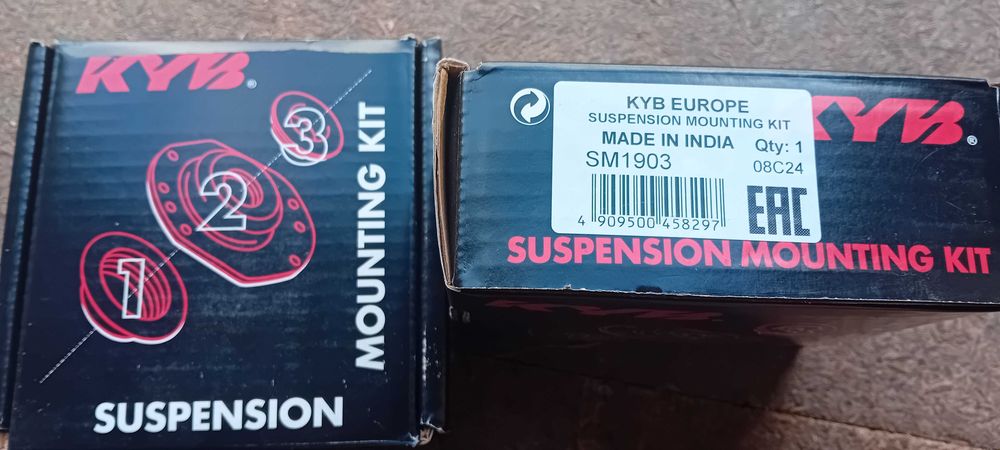 KYB®
1
2
3
SUSPENSION
MOUNTING KIT
KYB EUROPE
SUSPENSION MOUNTING KIT
MADE IN INDIA Qty: 1
SM1903 08C24
4 909500 458297
EAC
KYB®
SUSPENSION MOUNTING KIT